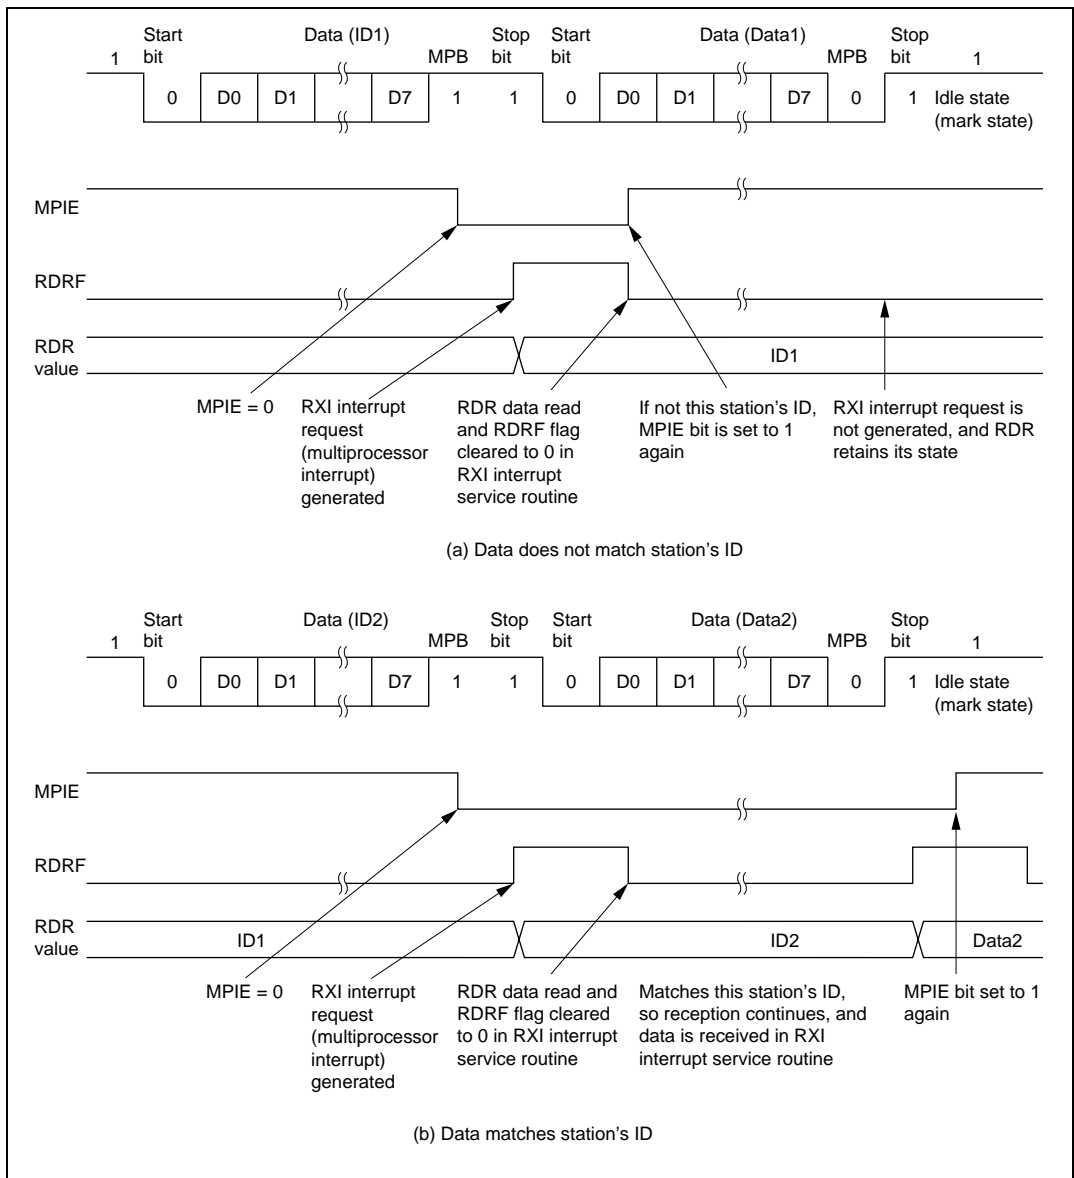 Start Data (ID1) Stop Start Data (Data1) Stop
1 bit MPB bit bit MPB bit 1
0 D0 D1 D7 1 1 0 D0 D1 D7 0 1 Idle state
(mark state)
MPIE
RDRF
RDR
value
ID1
MPIE = 0
RXI interrupt
request
(multiprocessor
interrupt)
generated
RDR data read
and RDRF flag
cleared to 0 in
RXI interrupt
service routine
If not this station's ID,
MPIE bit is set to 1
again
RXI interrupt request is
not generated, and RDR
retains its state
(a) Data does not match station's ID
Start Data (ID2) Stop Start Data (Data2) Stop
1 bit MPB bit bit MPB bit 1
0 D0 D1 D7 1 1 0 D0 D1 D7 0 1 Idle state
(mark state)
MPIE
RDRF
RDR
value
ID1 ID2 Data2
MPIE = 0
RXI interrupt
request
(multiprocessor
interrupt)
generated
RDR data read and
RDRF flag cleared
to 0 in RXI interrupt
service routine
Matches this station's ID,
so reception continues, and
data is received in RXI
interrupt service routine
MPIE bit set to 1
again
(b) Data matches station's ID